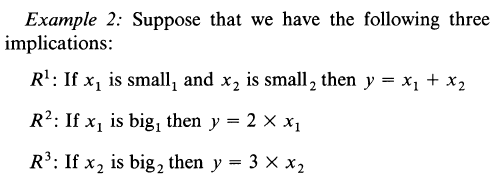 Example 2: Suppose that we have the following three
implications:
R¹: If x₁ is small₁ and x₂ is small₂ then y = x₁ + x₂
R²: If x₁ is big₁ then y = 2 × x₁
R³: If x₂ is big₂ then y = 3 × x₂